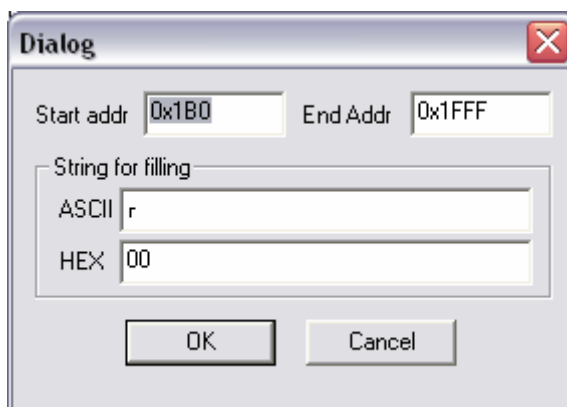 Dialog
Start addr 0x1B0 End Addr 0x1FFF
String for filling
ASCII r
HEX 00
OK Cancel